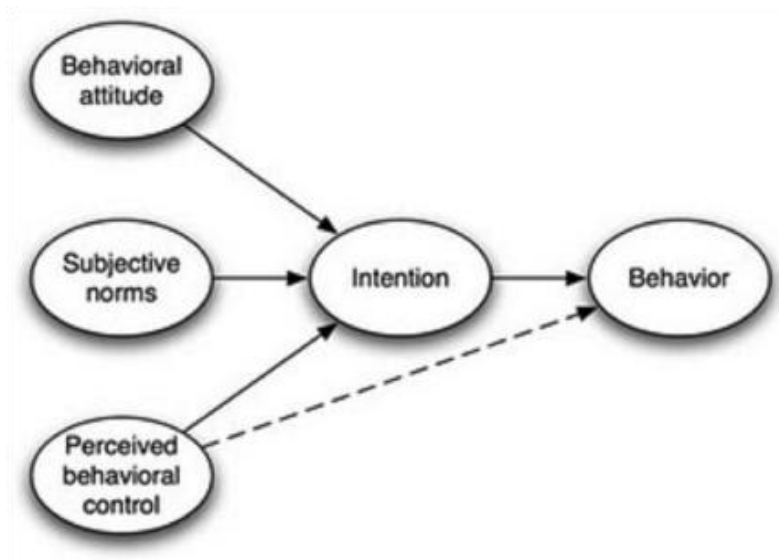 Behavioral
attitude
Subjective
norms
Intention
Behavior
Perceived
behavioral
control